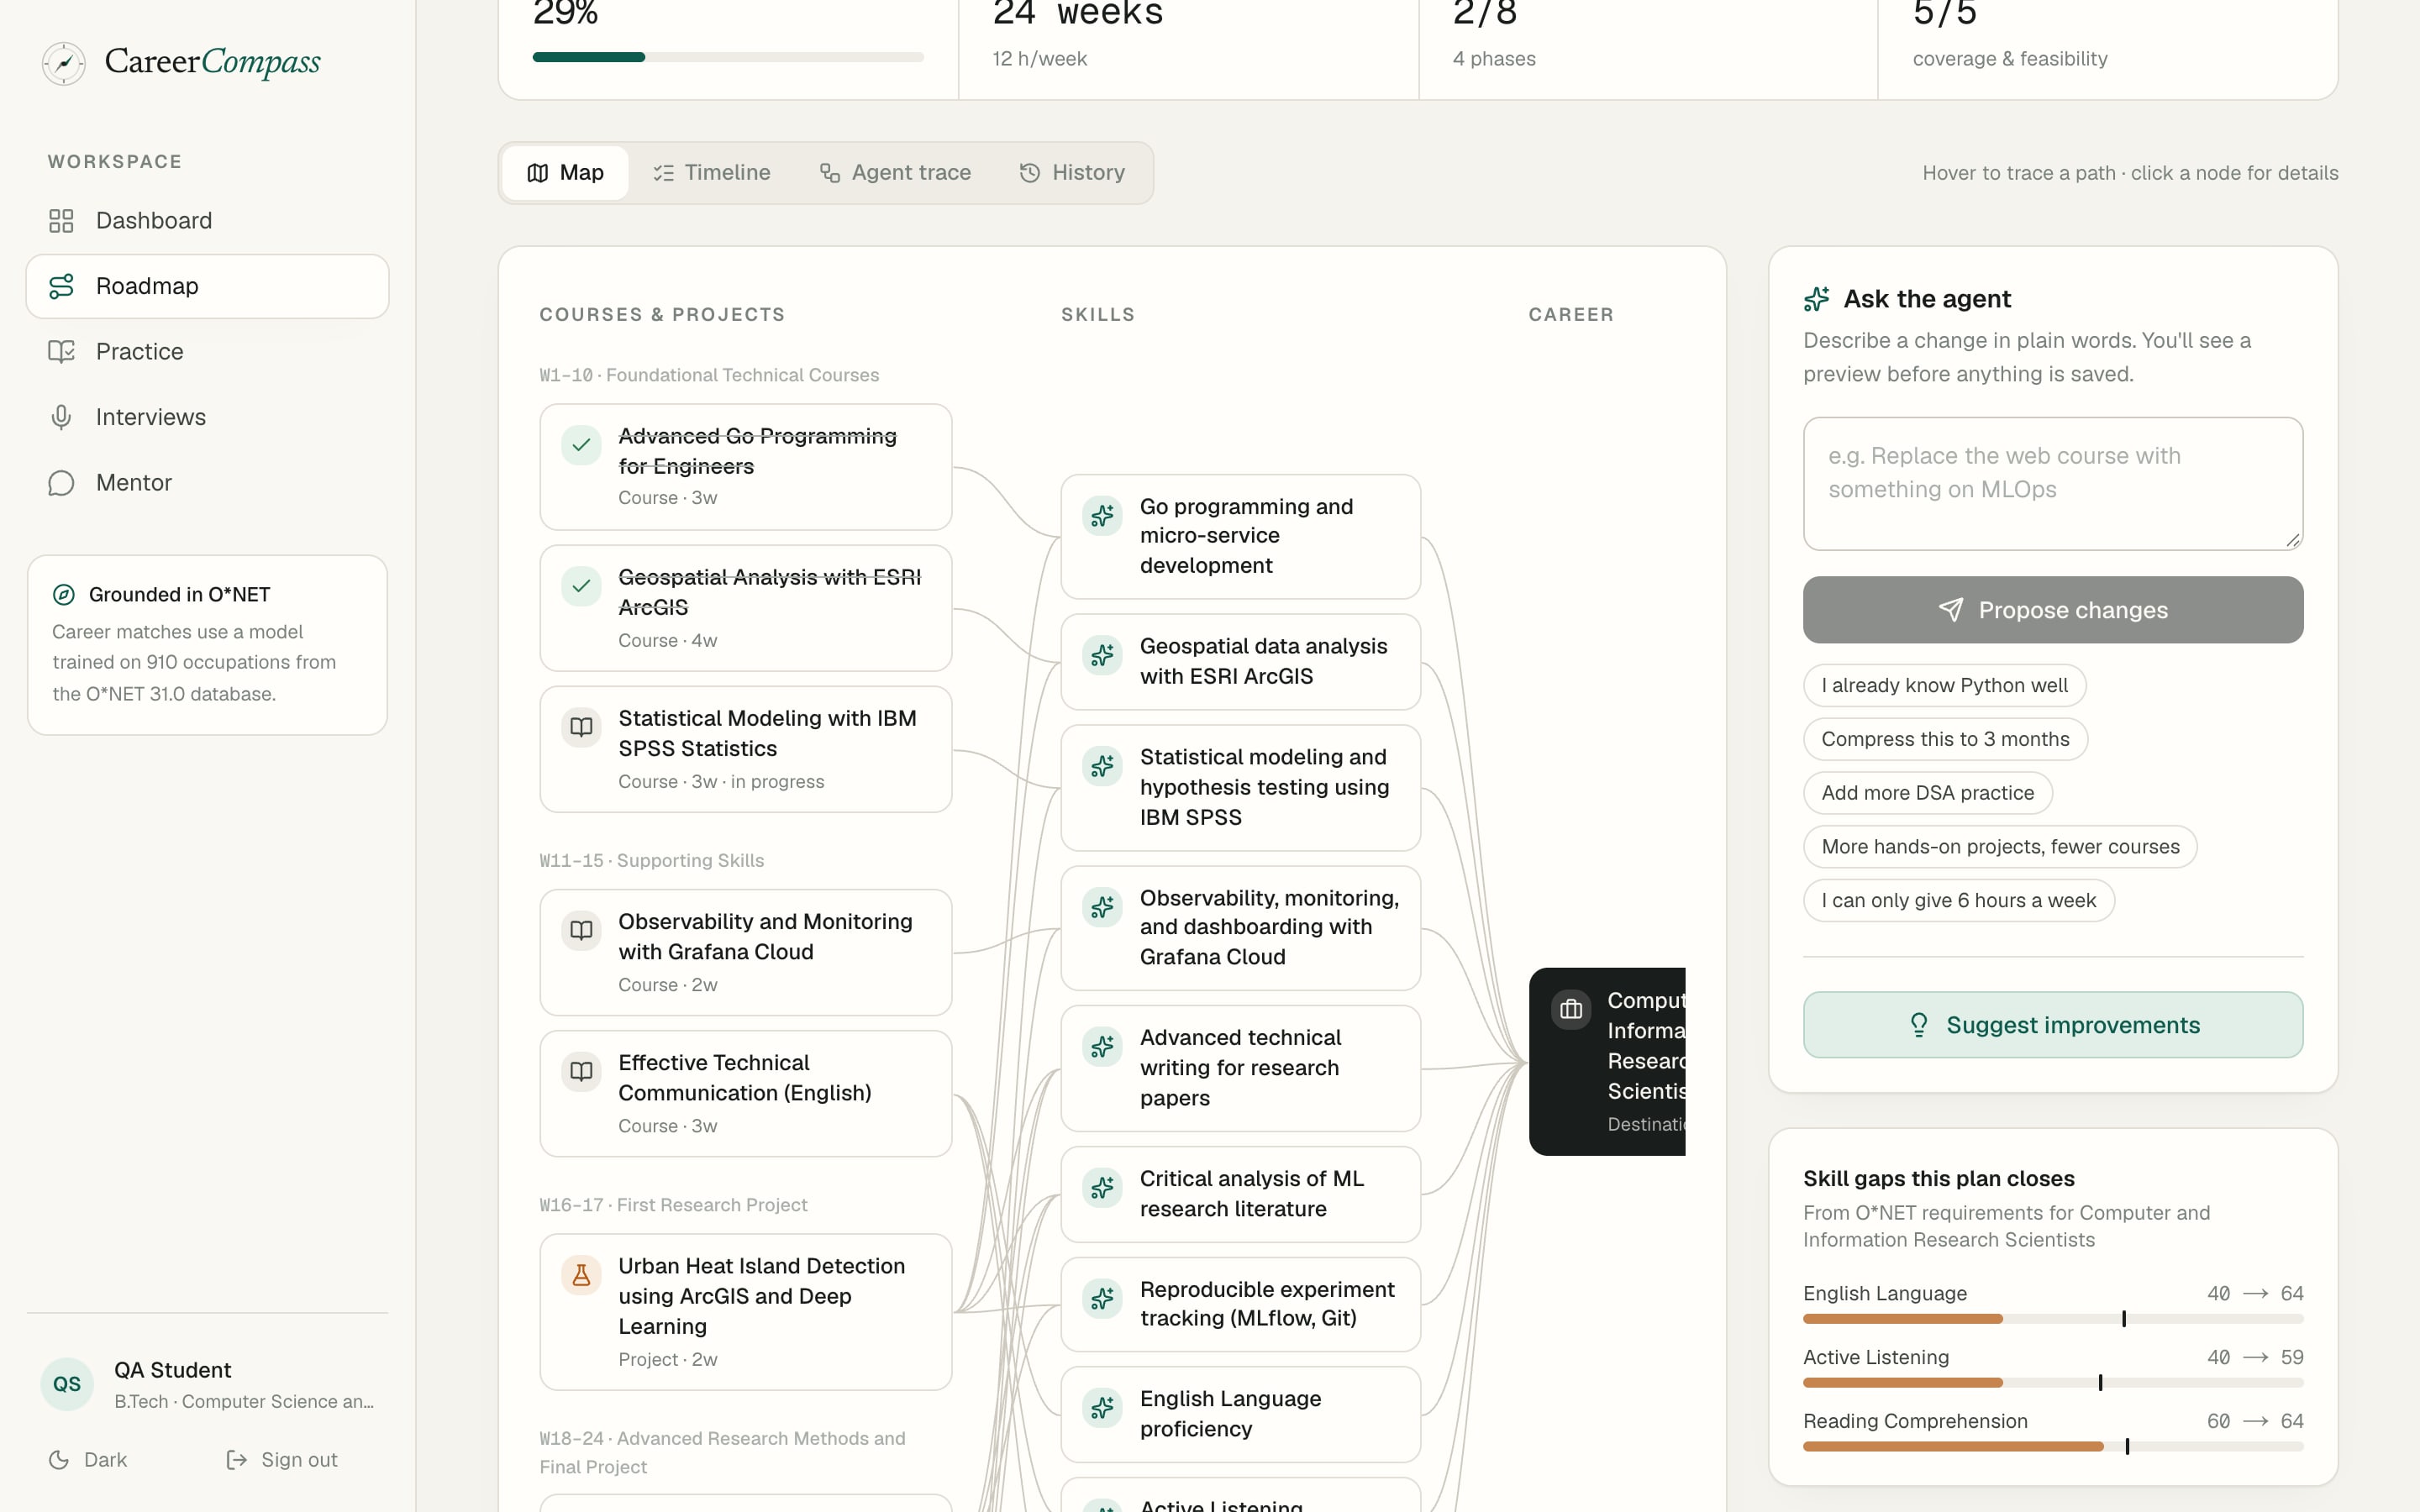 CareerCompass
WORKSPACE
Dashboard
Roadmap
Practice
Interviews
Mentor
Grounded in O*NET
Career matches use a model
trained on 910 occupations from
the O*NET 31.0 database.
QS
QA Student
B.Tech · Computer Science an...
Dark
Sign out
29%
24 weeks
12 h/week
2/8
4 phases
5/5
coverage & feasibility
Map
Timeline
Agent trace
History
Hover to trace a path · click a node for details
COURSES & PROJECTS
W1–10 · Foundational Technical Courses
Advanced Go Programming
for Engineers
Course · 3w
Geospatial Analysis with ESRI
ArcGIS
Course · 4w
Statistical Modeling with IBM
SPSS Statistics
Course · 3w · in progress
W11–15 · Supporting Skills
Observability and Monitoring
with Grafana Cloud
Course · 2w
Effective Technical
Communication (English)
Course · 3w
W16–17 · First Research Project
Urban Heat Island Detection
using ArcGIS and Deep
Learning
Project · 2w
W18–24 · Advanced Research Methods and
Final Project
SKILLS
Go programming and
micro-service
development
Geospatial data analysis
with ESRI ArcGIS
Statistical modeling and
hypothesis testing using
IBM SPSS
Observability, monitoring,
and dashboarding with
Grafana Cloud
Advanced technical
writing for research
papers
Critical analysis of ML
research literature
Reproducible experiment
tracking (MLflow, Git)
English Language
proficiency
Active Listening
CAREER
Comput
Informa
Researc
Scientis
Destinatio
Ask the agent
Describe a change in plain words. You'll see a
preview before anything is saved.
e.g. Replace the web course with
something on MLOps
Propose changes
I already know Python well
Compress this to 3 months
Add more DSA practice
More hands-on projects, fewer courses
I can only give 6 hours a week
Suggest improvements
Skill gaps this plan closes
From O*NET requirements for Computer and
Information Research Scientists
English Language
40 → 64
Active Listening
40 → 59
Reading Comprehension
60 → 64